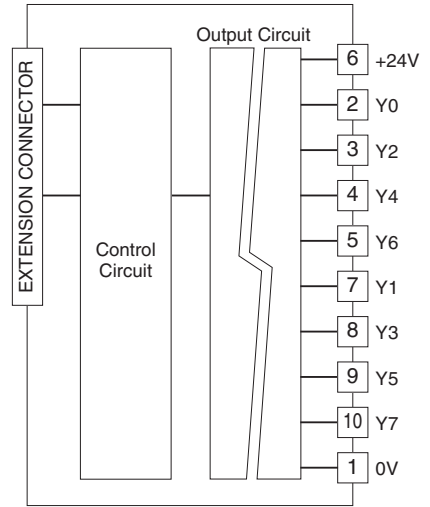 Output Circuit
EXTENSION CONNECTOR
Control
Circuit
6 +24V
2 Y0
3 Y2
4 Y4
5 Y6
7 Y1
8 Y3
9 Y5
10 Y7
1 0V